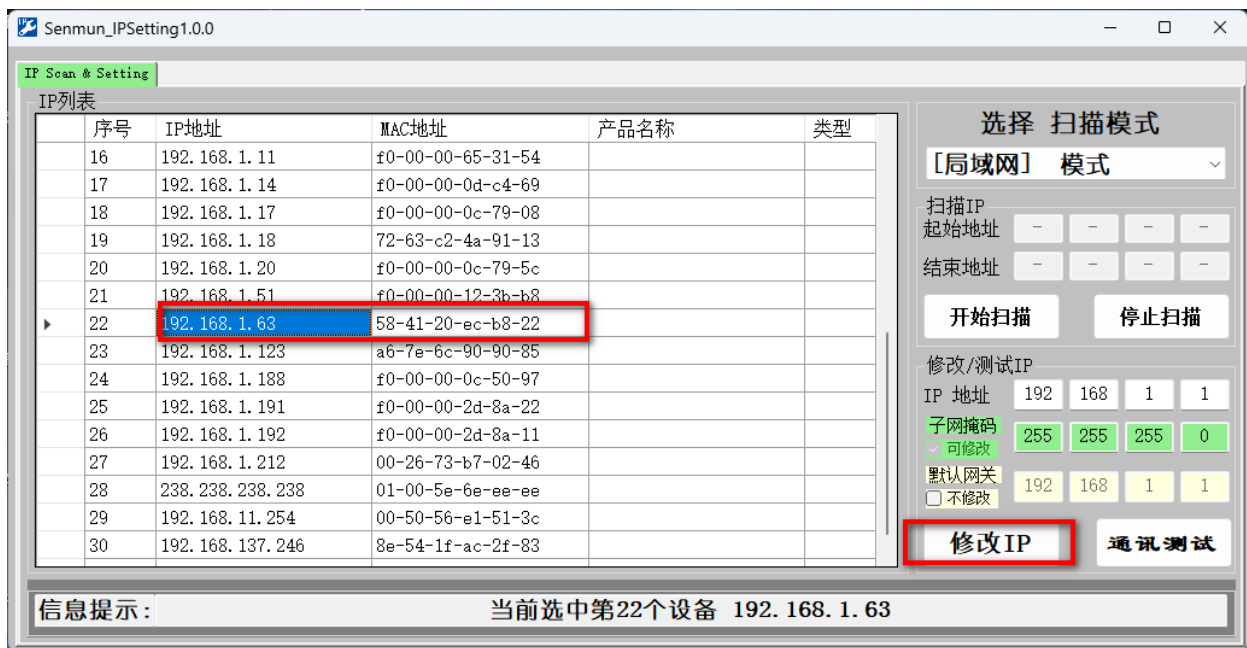 Senmun_IPSetting1.0.0
IP Scan & Setting
IP列表
序号 IP地址 MAC地址 产品名称 类型
16 192.168.1.11 f0-00-00-65-31-54
17 192.168.1.14 f0-00-00-0d-c4-69
18 192.168.1.17 f0-00-00-0c-79-08
19 192.168.1.18 72-63-c2-4a-91-13
20 192.168.1.20 f0-00-00-0c-79-5c
21 192.168.1.51 f0-00-00-12-3b-b8
22 192.168.1.63 58-41-20-ec-b8-22
23 192.168.1.123 a6-7e-6c-90-90-85
24 192.168.1.188 f0-00-00-0c-50-97
25 192.168.1.191 f0-00-00-2d-8a-22
26 192.168.1.192 f0-00-00-2d-8a-11
27 192.168.1.212 00-26-73-b7-02-46
28 238.238.238.238 01-00-5e-6e-ee-ee
29 192.168.11.254 00-50-56-e1-51-3c
30 192.168.137.246 8e-54-1f-ac-2f-83
选择 扫描模式
[局域网] 模式
扫描IP
起始地址 - - - -
结束地址 - - - -
开始扫描 停止扫描
修改/测试IP
IP 地址 192 168 1 1
子网掩码 255 255 255 0
可修改
默认网关 192 168 1 1
不修改
修改IP 通讯测试
信息提示: 当前选中第22个设备 192.168.1.63